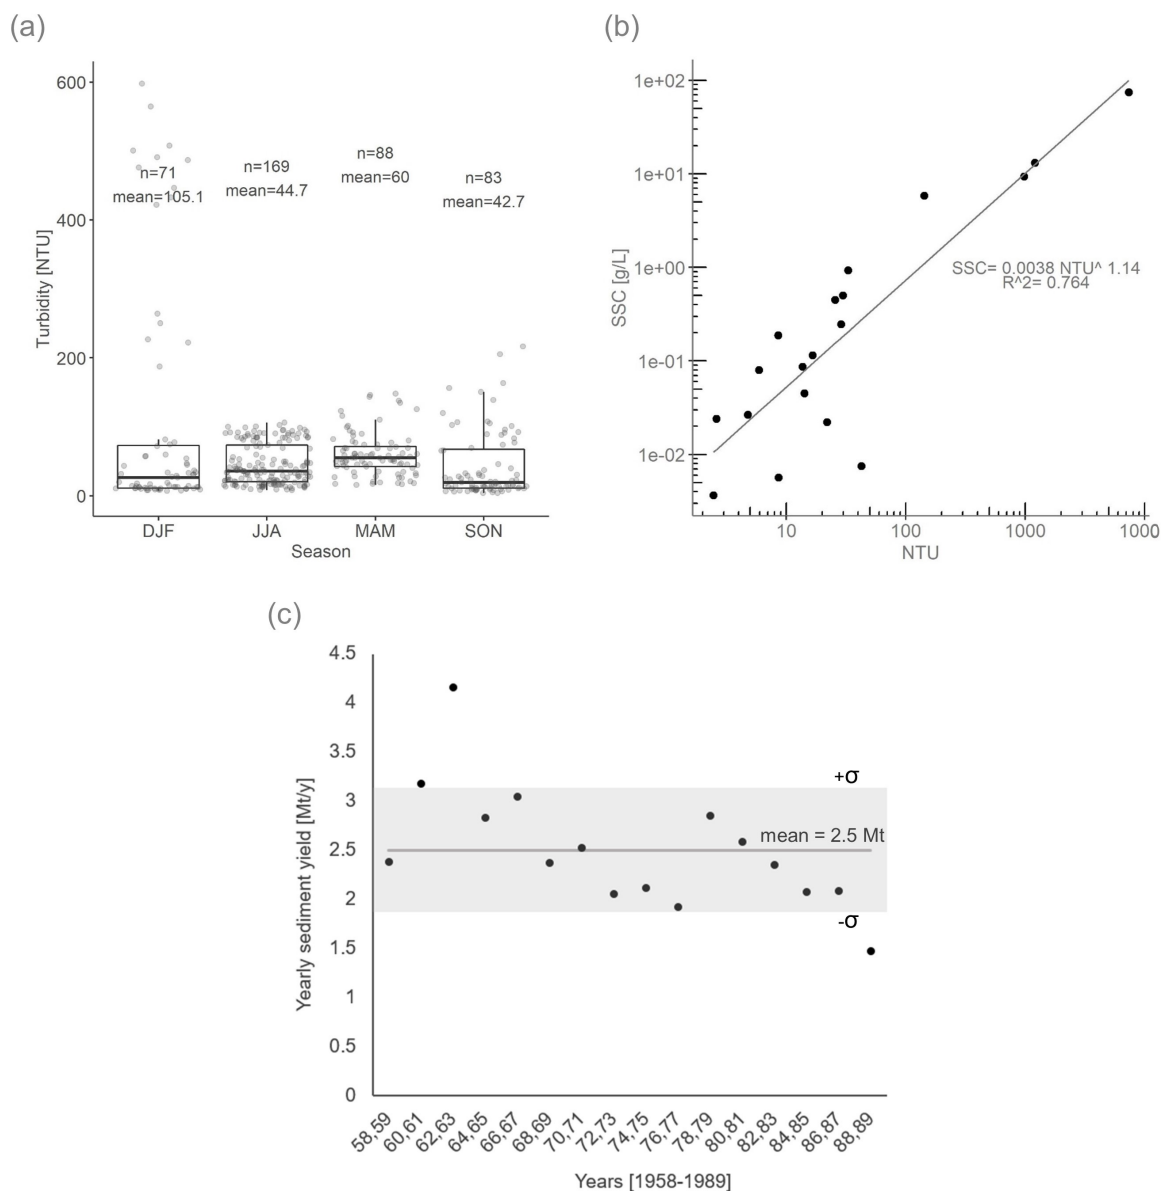 (a)
600
400
200
0
Turbidity [NTU]
n=71
mean=105.1
n=169
mean=44.7
n=88
mean=60
n=83
mean=42.7
DJF
JJA
MAM
SON
Season
(b)
1e+02
1e+01
1e+00
1e-01
1e-02
SSC [g/L]
SSC= 0.0038 NTU^ 1.14
R^2= 0.764
10
100
1000
1000
NTU
(c)
4.5
4
3.5
3
2.5
2
1.5
1
0.5
0
Yearly sediment yield [Mt/y]
+σ
mean = 2.5 Mt
-σ
58,59
60,61
62,63
64,65
66,67
68,69
70,71
72,73
74,75
76,77
78,79
80,81
82,83
84,85
86,87
88,89
Years [1958-1989]